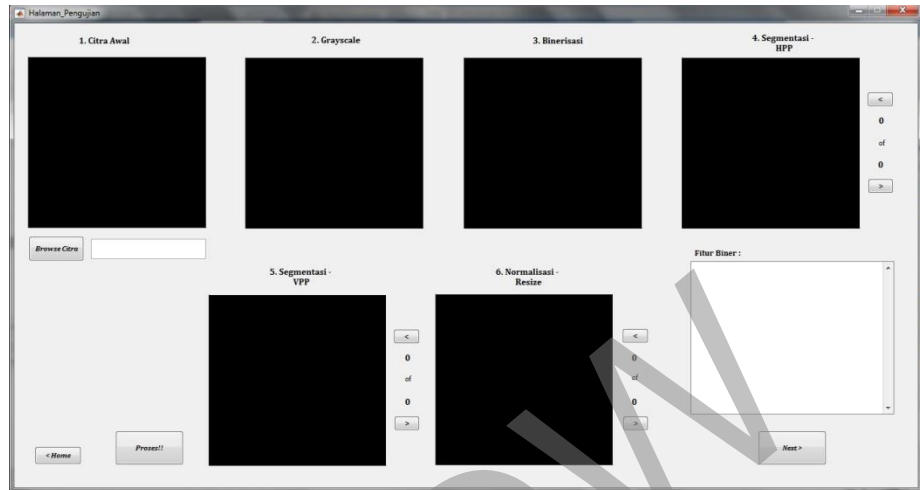 Halaman_Pengujian
1. Citra Awal
2. Grayscale
3. Binerisasi
4. Segmentasi -
HPP
<
0
of
0
>
Browse Citra
Fitur Biner :
5. Segmentasi -
VPP
6. Normalisasi -
Resize
<
0
of
0
>
<
0
of
0
>
< Home
Proses!!
Next >